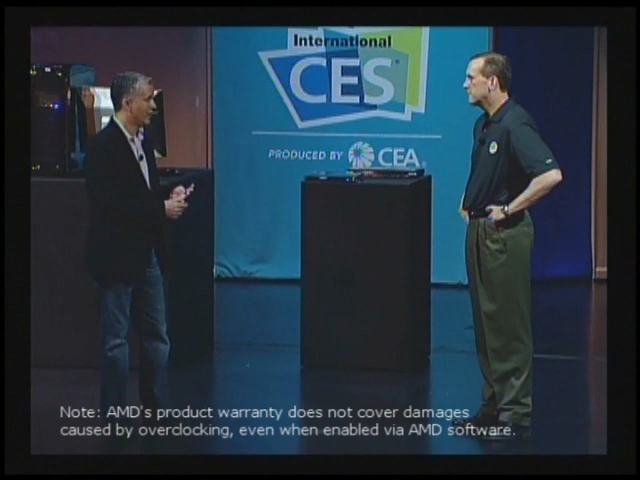 International
CES
PRODUCED BY CEA
Note: AMD's product warranty does not cover damages
caused by overclocking, even when enabled via AMD software.